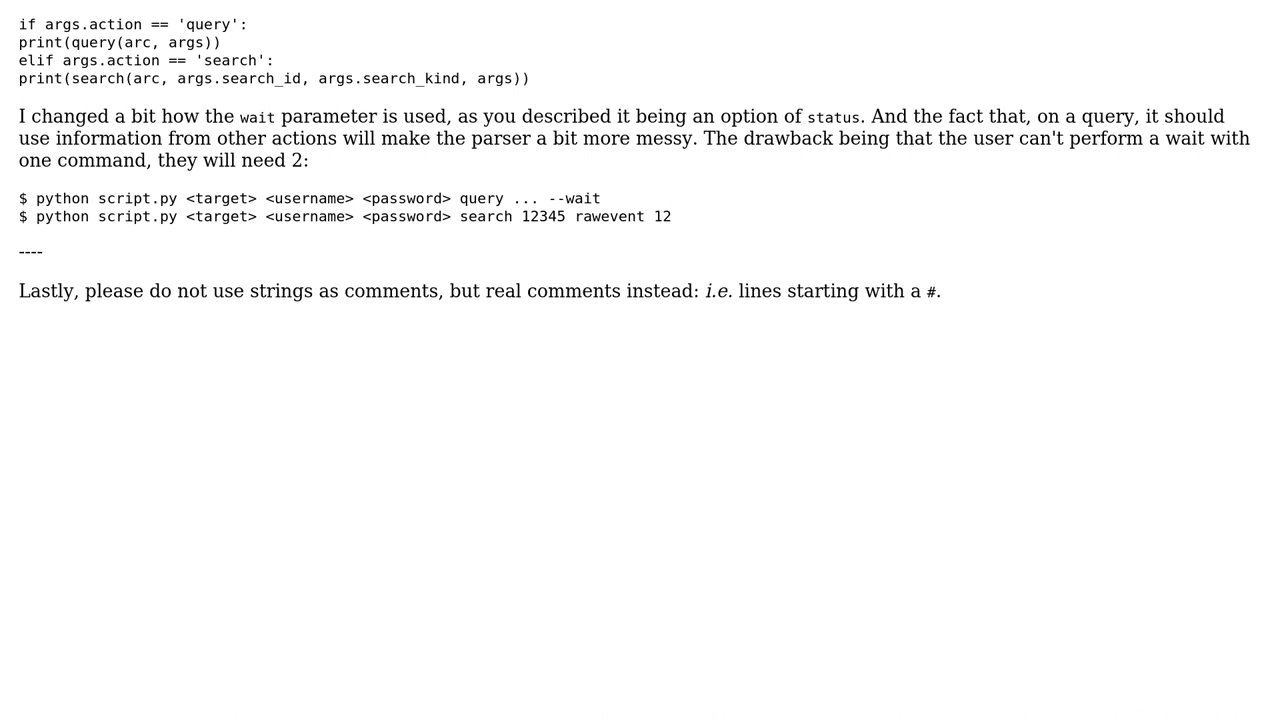 if args.action == 'query':
print(query(arc, args))
elif args.action == 'search':
print(search(arc, args.search_id, args.search_kind, args))
I changed a bit how the wait parameter is used, as you described it being an option of status. And the fact that, on a query, it should
use information from other actions will make the parser a bit more messy. The drawback being that the user can't perform a wait with
one command, they will need 2:
$ python script.py <target> <username> <password> query ... --wait
$ python script.py <target> <username> <password> search 12345 rawevent 12
----
Lastly, please do not use strings as comments, but real comments instead: i.e. lines starting with a #.